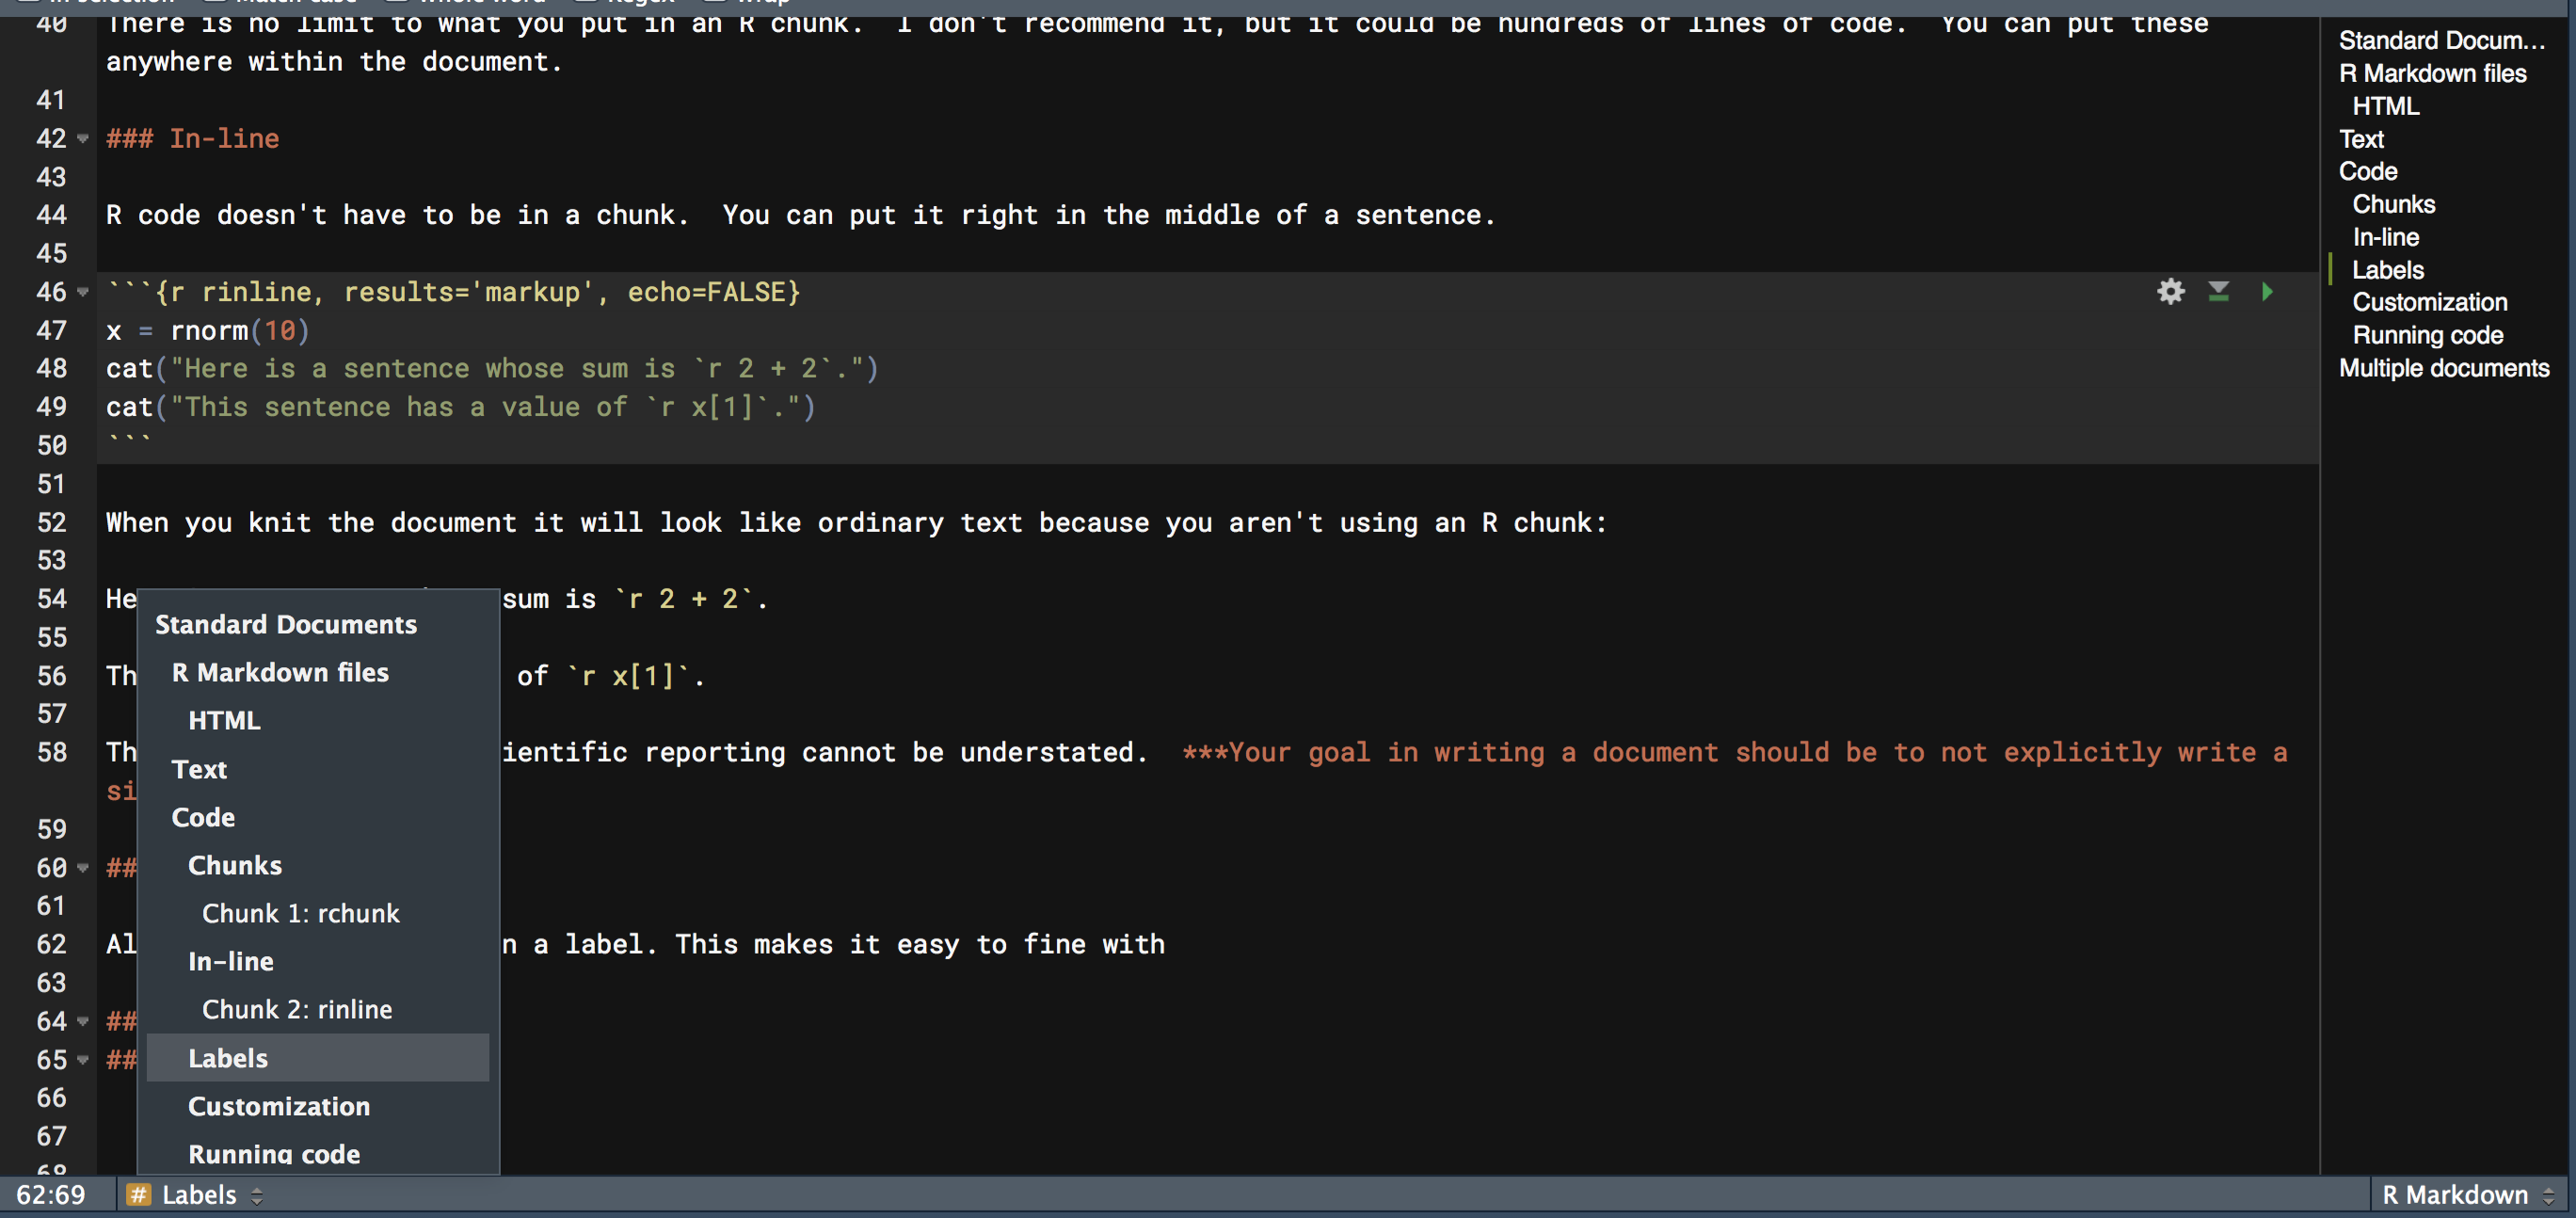 In selection Match case Whole word Regex Wrap
40 There is no limit to what you put in an R chunk.  I don't recommend it, but it could be hundreds of lines of code.  You can put these
anywhere within the document.
41
42 ### In-line
43
44 R code doesn't have to be in a chunk.  You can put it right in the middle of a sentence.
45
46 ```{r rinline, results='markup', echo=FALSE}
47 x = rnorm(10)
48 cat("Here is a sentence whose sum is `r 2 + 2`.")
49 cat("This sentence has a value of `r x[1]`.")
50 ```
51
52 When you knit the document it will look like ordinary text because you aren't using an R chunk:
53
54 He sum is `r 2 + 2`.
55
56 Th of `r x[1]`.
57
58 Th ientific reporting cannot be understated.  ***Your goal in writing a document should be to not explicitly write a
si
59
60 ##
61
62 Al n a label. This makes it easy to fine with
63
64 ##
65 ##
66
67
68
Standard Documents
R Markdown files
HTML
Text
Code
Chunks
Chunk 1: rchunk
In-line
Chunk 2: rinline
Labels
Customization
Running code
Standard Docum...
R Markdown files
HTML
Text
Code
Chunks
In-line
Labels
Customization
Running code
Multiple documents
62:69 # Labels R Markdown